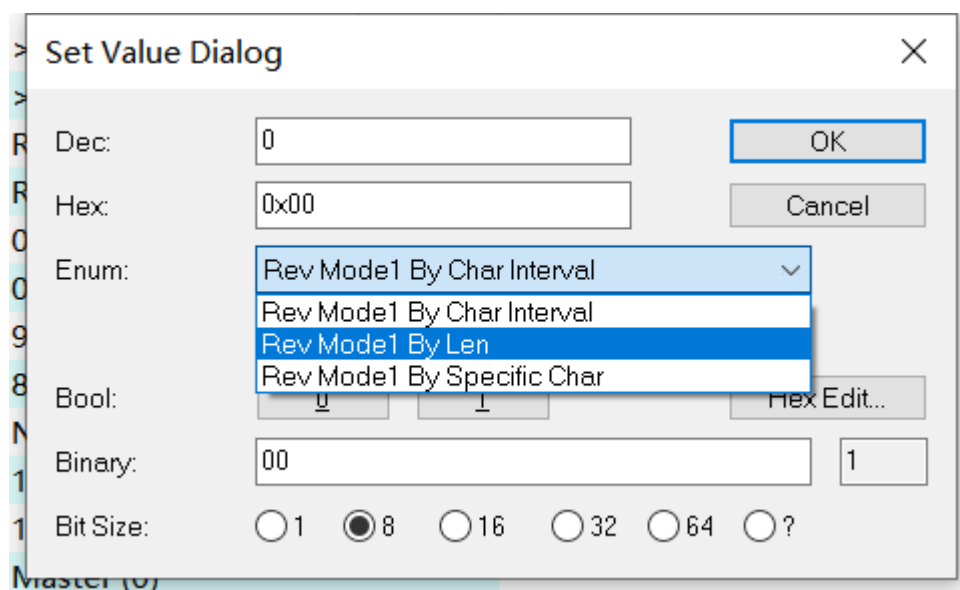 Set Value Dialog
Dec: 0 OK
Hex: 0x00 Cancel
Enum: Rev Mode1 By Char Interval
Rev Mode1 By Char Interval
Rev Mode1 By Len
Rev Mode1 By Specific Char
Bool: 0 1 Hex Edit...
Binary: 00 1
Bit Size: 1 8 16 32 64 ?